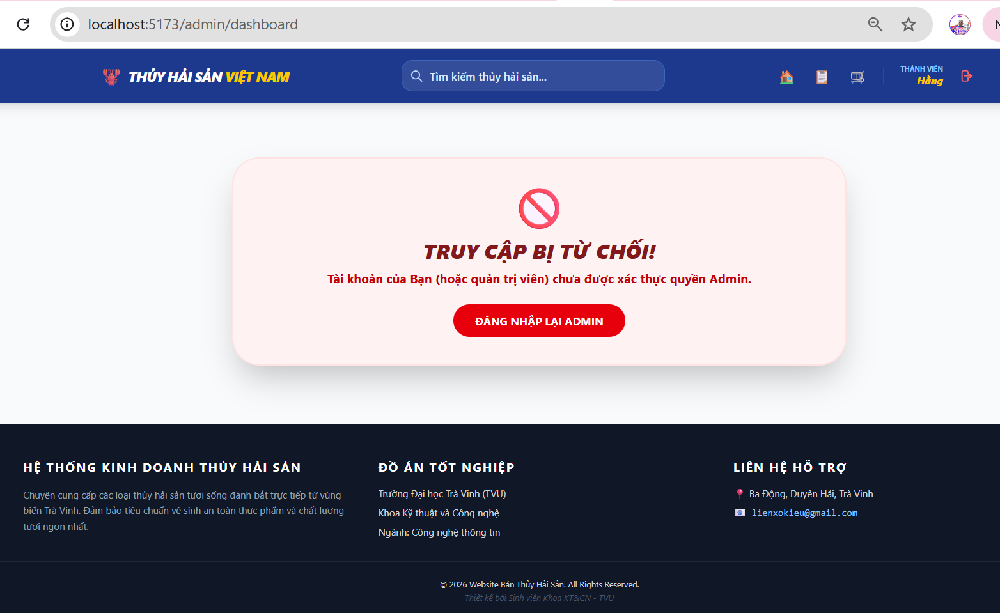 localhost:5173/admin/dashboard
THỦY HẢI SẢN VIỆT NAM
Tìm kiếm thủy hải sản...
THÀNH VIÊN
Hằng
TRUY CẬP BỊ TỪ CHỐI!
Tài khoản của Bạn (hoặc quản trị viên) chưa được xác thực quyền Admin.
ĐĂNG NHẬP LẠI ADMIN
HỆ THỐNG KINH DOANH THỦY HẢI SẢN
Chuyên cung cấp các loại thủy hải sản tươi sống đánh bắt trực tiếp từ vùng
biển Trà Vinh. Đảm bảo tiêu chuẩn vệ sinh an toàn thực phẩm và chất lượng
tươi ngon nhất.
ĐỒ ÁN TỐT NGHIỆP
Trường Đại học Trà Vinh (TVU)
Khoa Kỹ thuật và Công nghệ
Ngành: Công nghệ thông tin
LIÊN HỆ HỖ TRỢ
Ba Động, Duyên Hải, Trà Vinh
lienxokieu@gmail.com
© 2026 Website Bán Thủy Hải Sản. All Rights Reserved.
Thiết kế bởi Sinh viên Khoa KT&CN - TVU